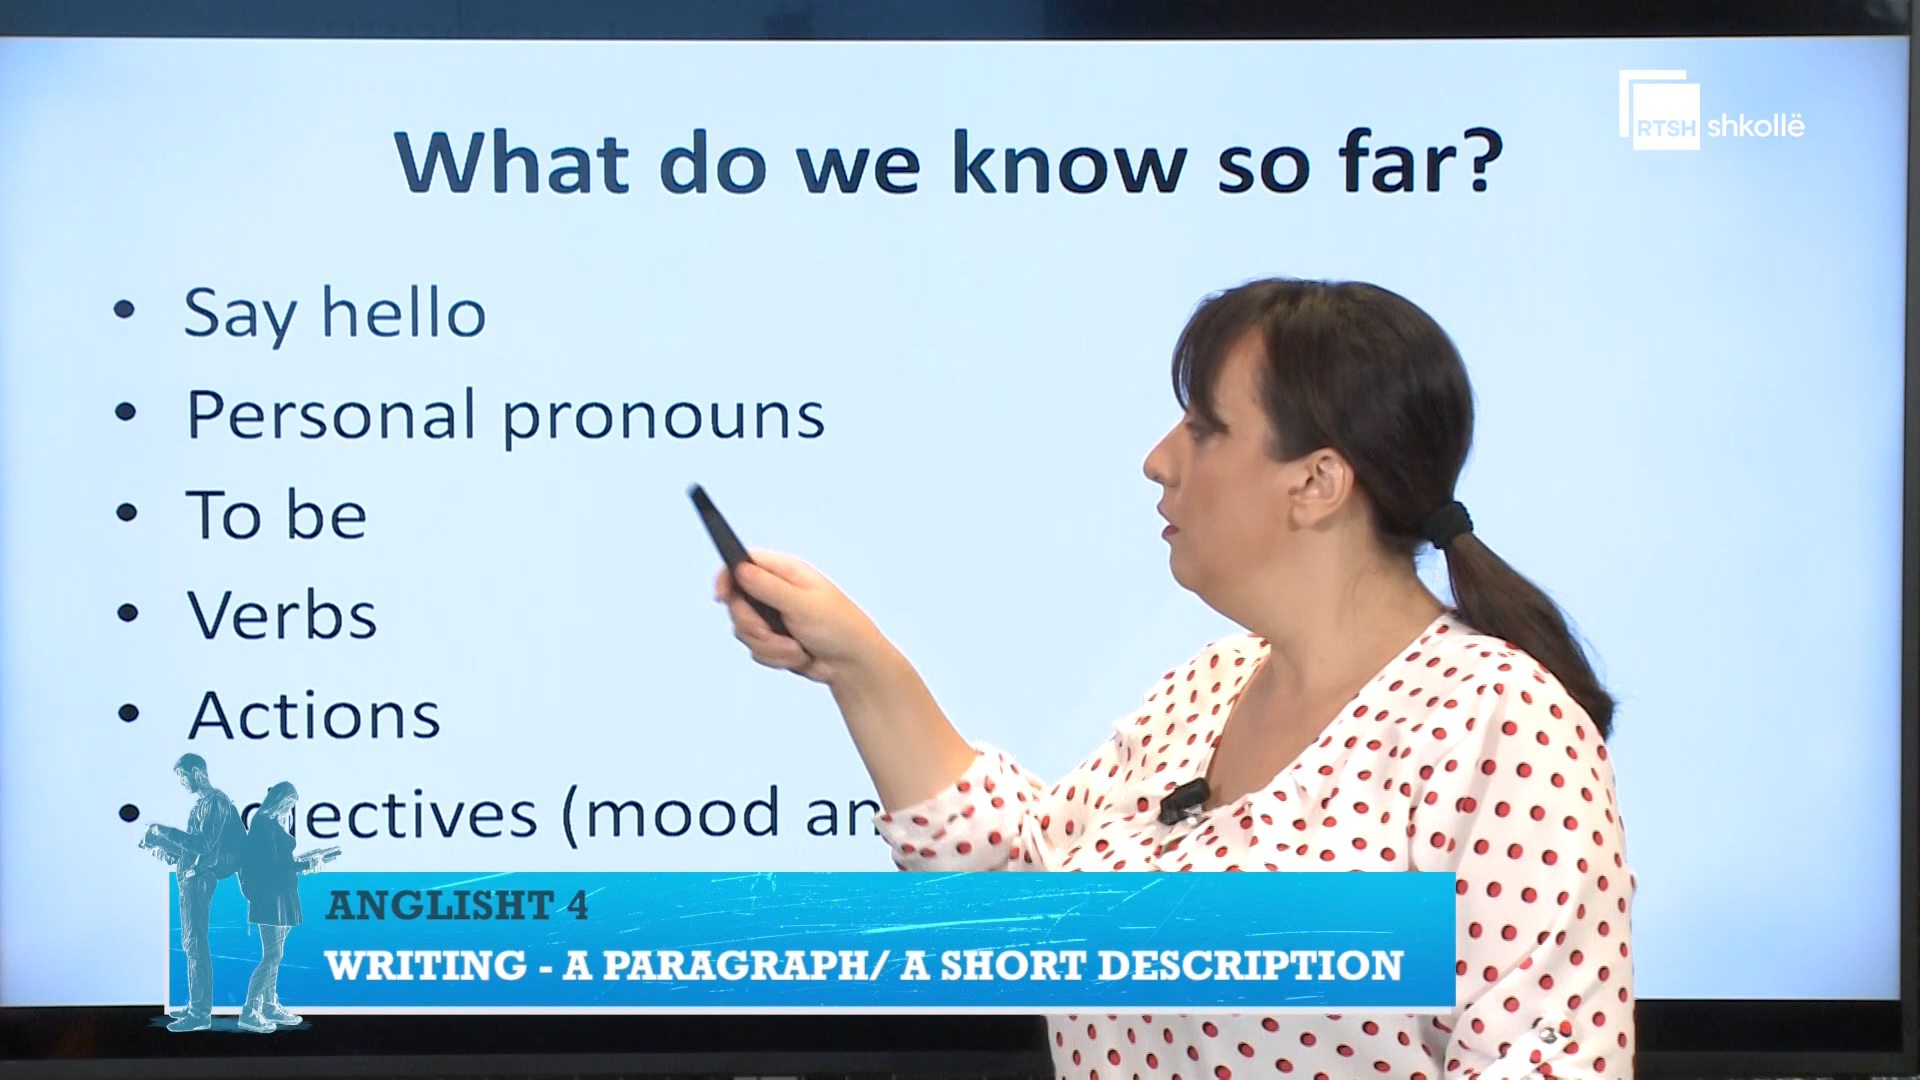 RTSH shkollë
What do we know so far?
• Say hello
• Personal pronouns
• To be
• Verbs
• Actions
• (mood
ANGLISHT 4
WRITING - A PARAGRAPH/ A SHORT DESCRIPTION